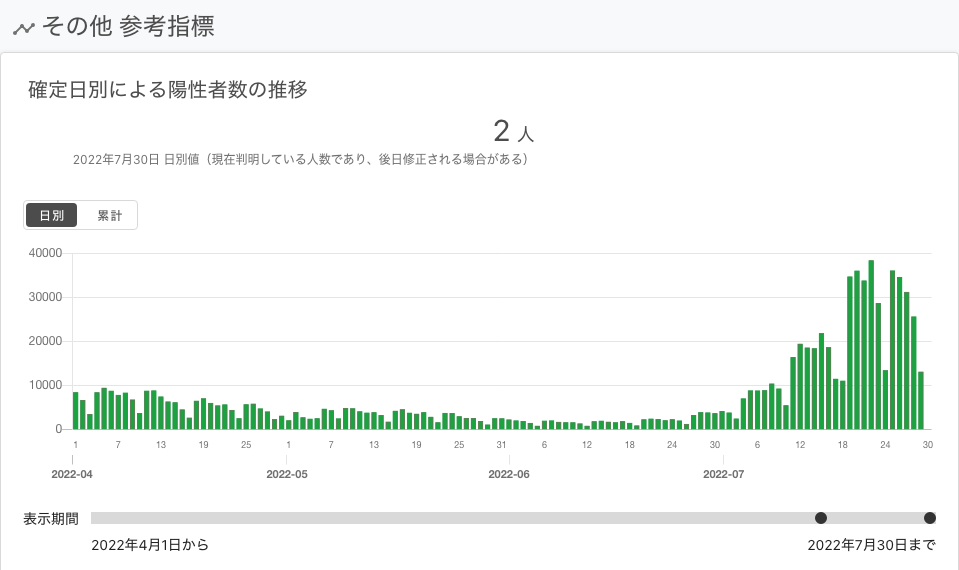 その他 参考指標
確定日別による陽性者数の推移
2 人
2022年7月30日 日別値（現在判明している人数であり、後日修正される場合がある）
日別 累計
40000
30000
20000
10000
0
1 7 13 19 25 1 7 13 19 25 31 6 12 18 24 30 6 12 18 24 30
2022-04 2022-05 2022-06 2022-07
表示期間
2022年4月1日から 2022年7月30日まで